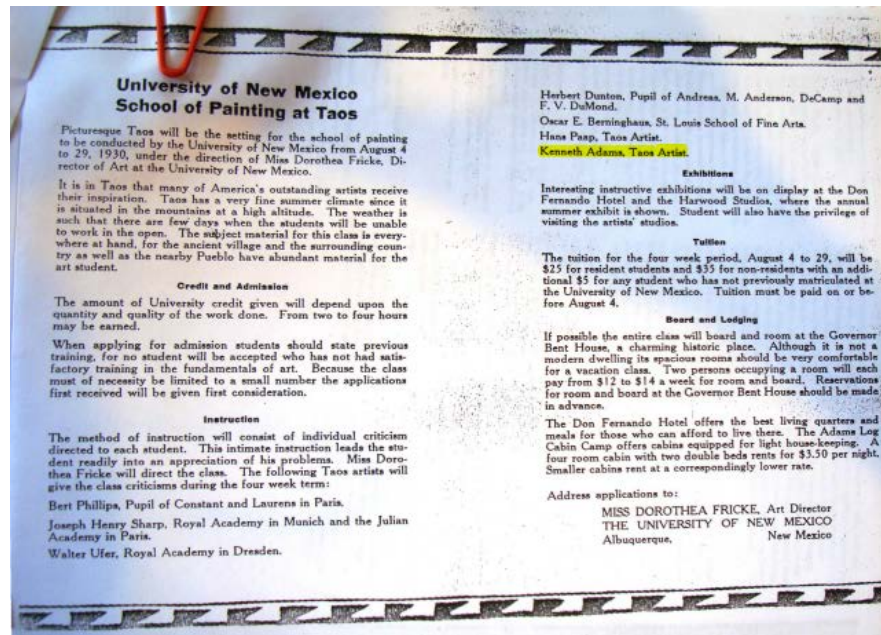 University of New Mexico
School of Painting at Taos
Picturesque Taos will be the setting for the school of painting
to be conducted by the University of New Mexico from August 4
to 29, 1930, under the direction of Miss Dorothea Fricke, Di-
rector of Art at the University of New Mexico.
It is in Taos that many of America's outstanding artists receive
their inspiration. Taos has a very fine summer climate since it
is situated in the mountains at a high altitude. The weather is
such that there are few days when the students will be unable
to work in the open. The subject material for this class is every-
where at hand, for the ancient village and the surrounding coun-
try as well as the nearby Pueblo have abundant material for the
art student.
Credit and Admission
The amount of University credit given will depend upon the
quantity and quality of the work done. From two to four hours
may be earned.
When applying for admission students should state previous
training, for no student will be accepted who has not had satis-
factory training in the fundamentals of art. Because the class
must of necessity be limited to a small number the applications
first received will be given first consideration.
Instruction
The method of instruction will consist of individual criticism
directed to each student. This intimate instruction leads the stu-
dent readily into an appreciation of his problems. Miss Doro-
thea Fricke will direct the class. The following Taos artists will
give the class criticisms during the four week term:
Bert Phillips, Pupil of Constant and Laurens in Paris.
Joseph Henry Sharp, Royal Academy in Munich and the Julian
Academy in Paris.
Walter Ufer, Royal Academy in Dresden.
Herbert Dunton, Pupil of Andreas, M. Anderson, DeCamp and
F. V. DuMond.
Oscar E. Berninghaus, St. Louis School of Fine Arts.
Hans Paap, Taos Artist.
Kenneth Adams, Taos Artist.
Exhibitions
Interesting instructive exhibitions will be on display at the Don
Fernando Hotel and the Harwood Studios, where the annual
summer exhibit is shown. Student will also have the privilege of
visiting the artists' studios.
Tuition
The tuition for the four week period, August 4 to 29, will be
$25 for resident students and $35 for non-residents with an addi-
tional $5 for any student who has not previously matriculated at
the University of New Mexico. Tuition must be paid on or be-
fore August 4.
Board and Lodging
If possible the entire class will board and room at the Governor
Bent House, a charming historic place. Although it is not a
modern dwelling its spacious rooms should be very comfortable
for a vacation class. Two persons occupying a room will each
pay from $12 to $14 a week for room and board. Reservations
for room and board at the Governor Bent House should be made
in advance.
The Don Fernando Hotel offers the best living quarters and
meals for those who can afford to live there. The Adams Log
Cabin Camp offers cabins equipped for light house-keeping. A
four room cabin with two double beds rents for $3.50 per night.
Smaller cabins rent at a correspondingly lower rate.
Address applications to:
MISS DOROTHEA FRICKE, Art Director
THE UNIVERSITY OF NEW MEXICO
Albuquerque, New Mexico